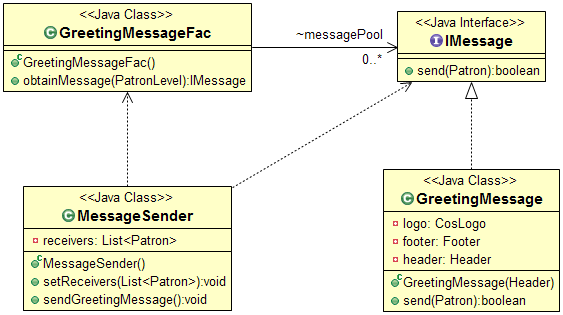 <<Java Class>>
GreetingMessageFac
GreetingMessageFac()
obtainMessage(PatronLevel):IMessage
~messagePool
0..*
<<Java Interface>>
IMessage
send(Patron):boolean
<<Java Class>>
MessageSender
receivers: List<Patron>
MessageSender()
setReceivers(List<Patron>):void
sendGreetingMessage():void
<<Java Class>>
GreetingMessage
logo: CosLogo
footer: Footer
header: Header
GreetingMessage(Header)
send(Patron):boolean